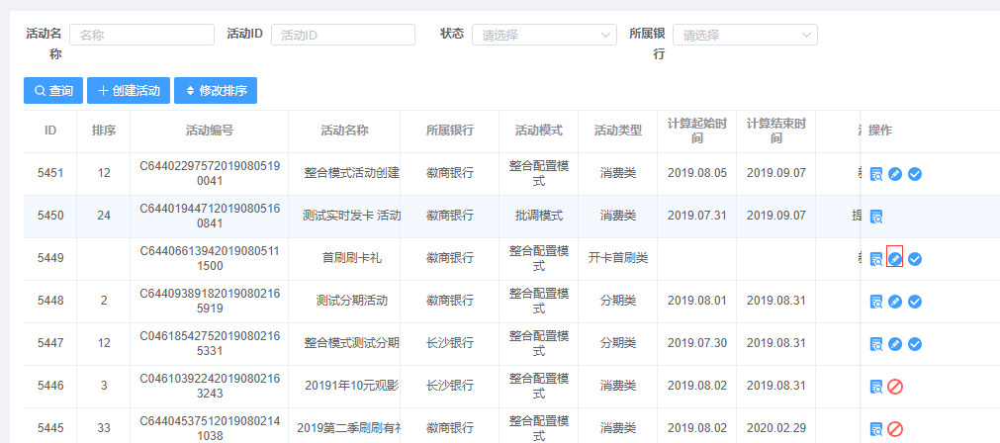 活动名称 名称 活动ID 活动ID 状态 请选择 所属银行 请选择
查询 创建活动 修改排序
ID 排序 活动编号 活动名称 所属银行 活动模式 活动类型 计算起始时间 计算结束时间 操作
5451 12 C644022975720190805190041 整合模式活动创建 徽商银行 整合配置模式 消费类 2019.08.05 2019.09.07
5450 24 C644019447120190805160841 测试实时发卡 活动 徽商银行 批调模式 消费类 2019.07.31 2019.09.07
5449 C644066139420190805111500 首刷刷卡礼 徽商银行 整合配置模式 开卡首刷类
5448 2 C644093891820190802165919 测试分期活动 徽商银行 整合配置模式 分期类 2019.08.01 2019.08.31
5447 12 C046185427520190802165331 整合模式测试分期 长沙银行 整合配置模式 分期类 2019.07.30 2019.08.31
5446 3 C046103922420190802163243 20191年10元观影 长沙银行 整合配置模式 消费类 2019.08.02 2019.08.31
5445 33 C644045375120190802141038 2019第二季刷刷有礼 徽商银行 整合配置模式 消费类 2019.08.02 2020.02.29